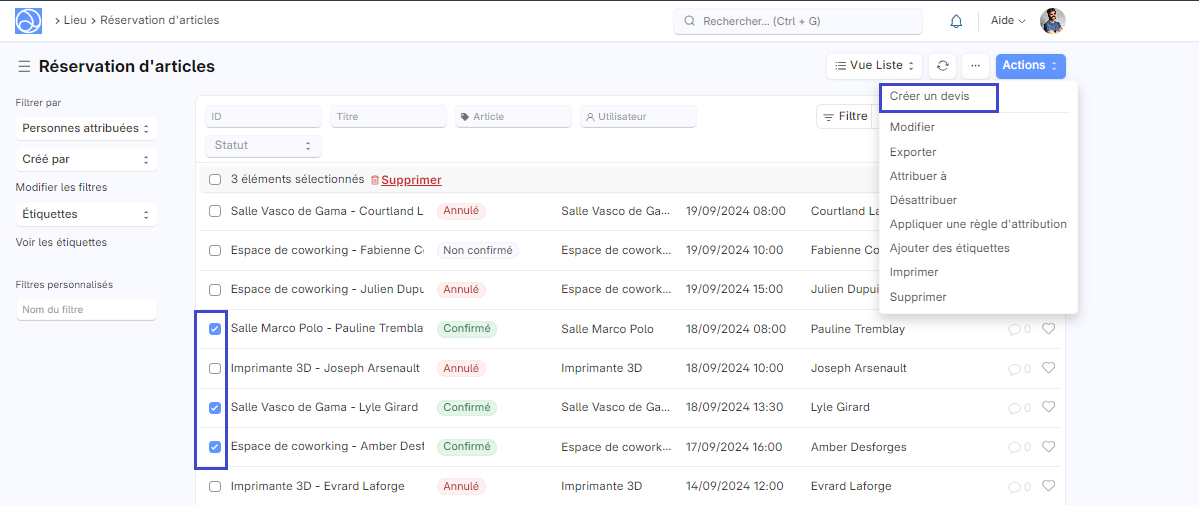 Lieu > Réservation d'articles
Rechercher... (Ctrl + G)
Aide
Réservation d'articles
Vue Liste
...
Actions
Filtrer par
Personnes attribuées
Créé par
Modifier les filtres
Étiquettes
Voir les étiquettes
Filtres personnalisés
Nom du filtre
ID
Titre
Article
Utilisateur
Filtre
Statut
3 éléments sélectionnés Supprimer
Salle Vasco de Gama - Courtland L Annulé Salle Vasco de Ga... 19/09/2024 08:00 Courtland La
Espace de coworking - Fabienne Co Non confirmé Espace de cowork... 19/09/2024 10:00 Fabienne Co
Espace de coworking - Julien Dupu Annulé Espace de cowork... 19/09/2024 15:00 Julien Dupui
Salle Marco Polo - Pauline Trembla Confirmé Salle Marco Polo 18/09/2024 08:00 Pauline Tremblay 0
Imprimante 3D - Joseph Arsenault Annulé Imprimante 3D 18/09/2024 10:00 Joseph Arsenault 0
Salle Vasco de Gama - Lyle Girard Confirmé Salle Vasco de Ga... 18/09/2024 13:30 Lyle Girard 0
Espace de coworking - Amber Desf Confirmé Espace de cowork... 17/09/2024 16:00 Amber Desforges 0
Imprimante 3D - Evrard Laforge Annulé Imprimante 3D 14/09/2024 12:00 Evrard Laforge 0
Créer un devis
Modifier
Exporter
Attribuer à
Désattribuer
Appliquer une règle d'attribution
Ajouter des étiquettes
Imprimer
Supprimer